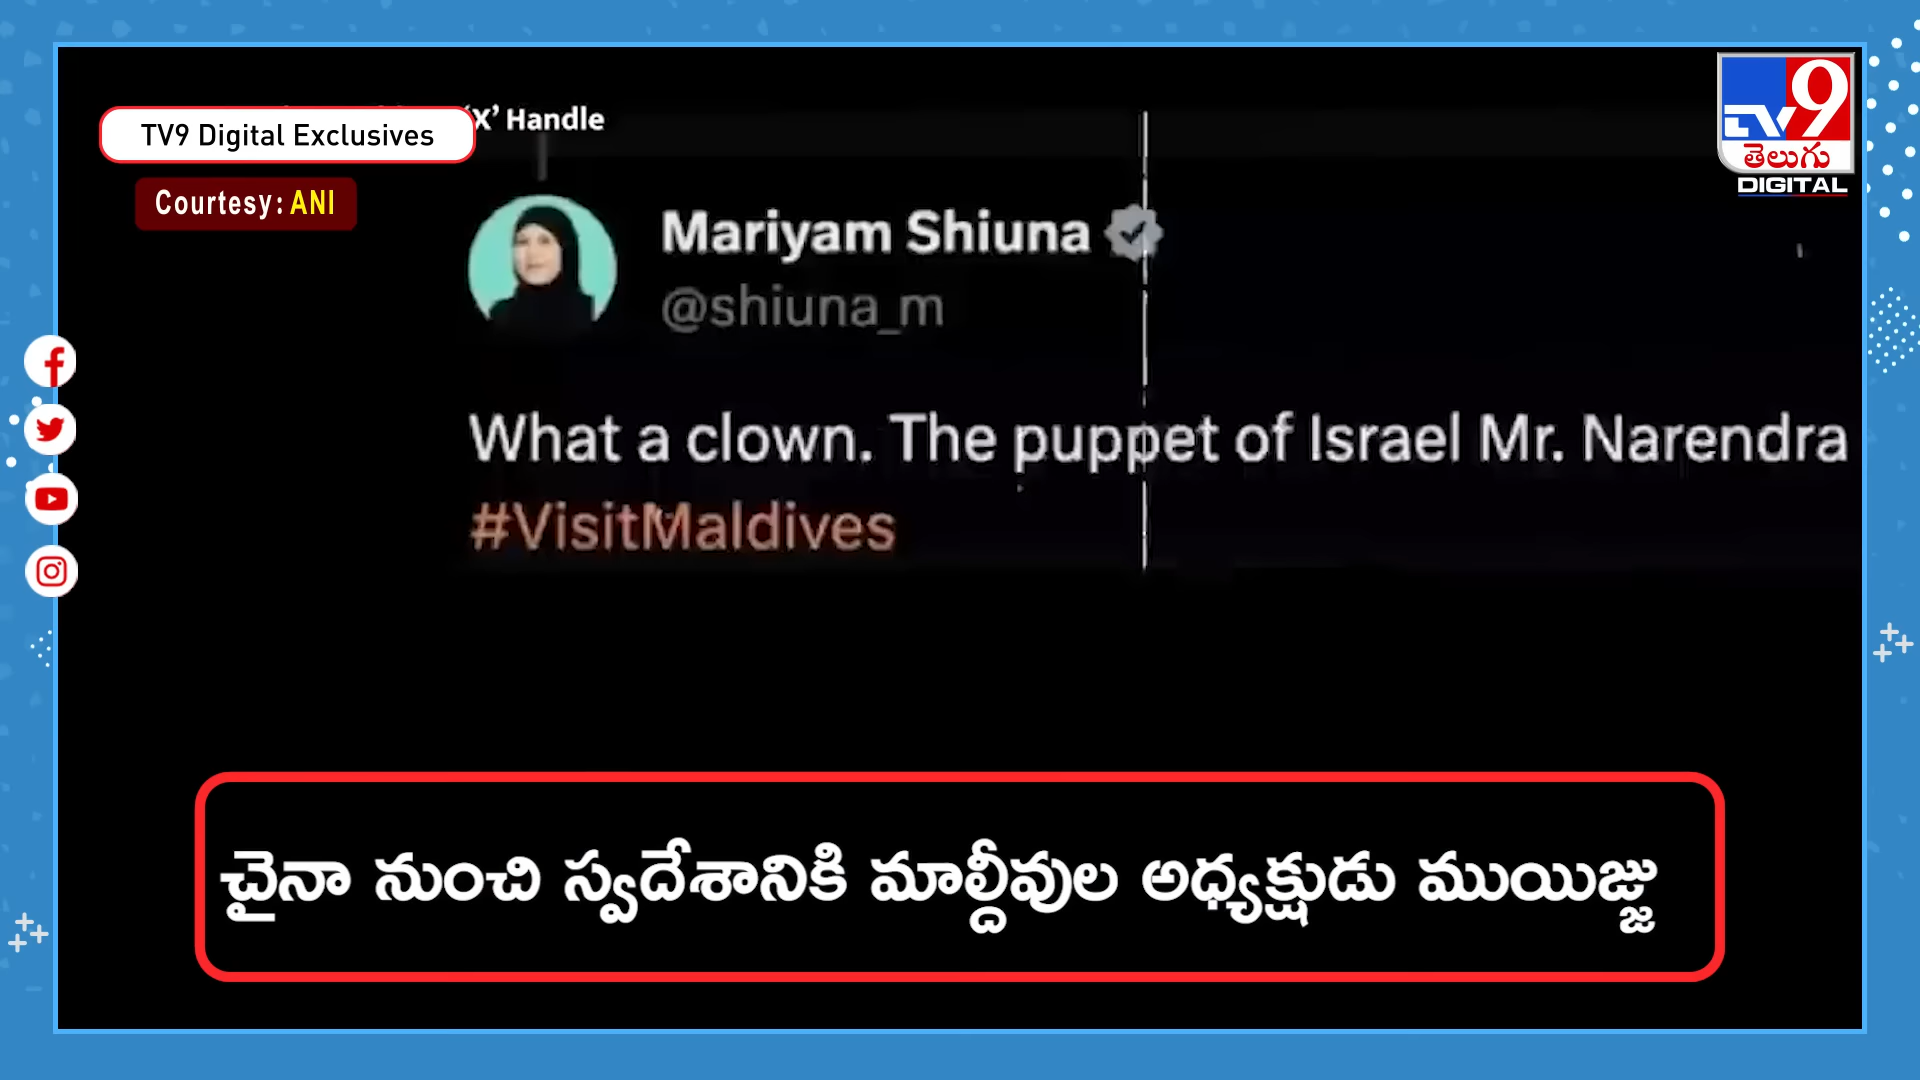 TV9 Digital Exclusives
‘X’ Handle
Courtesy: ANI
TV9
తెలుగు
DIGITAL
Mariyam Shiuna
@shiuna_m
What a clown. The puppet of Israel Mr. Narendra
#VisitMaldives
చైనా నుంచి స్వదేశానికి మాల్దీవుల అధ్యక్షుడు ముయిజ్జు